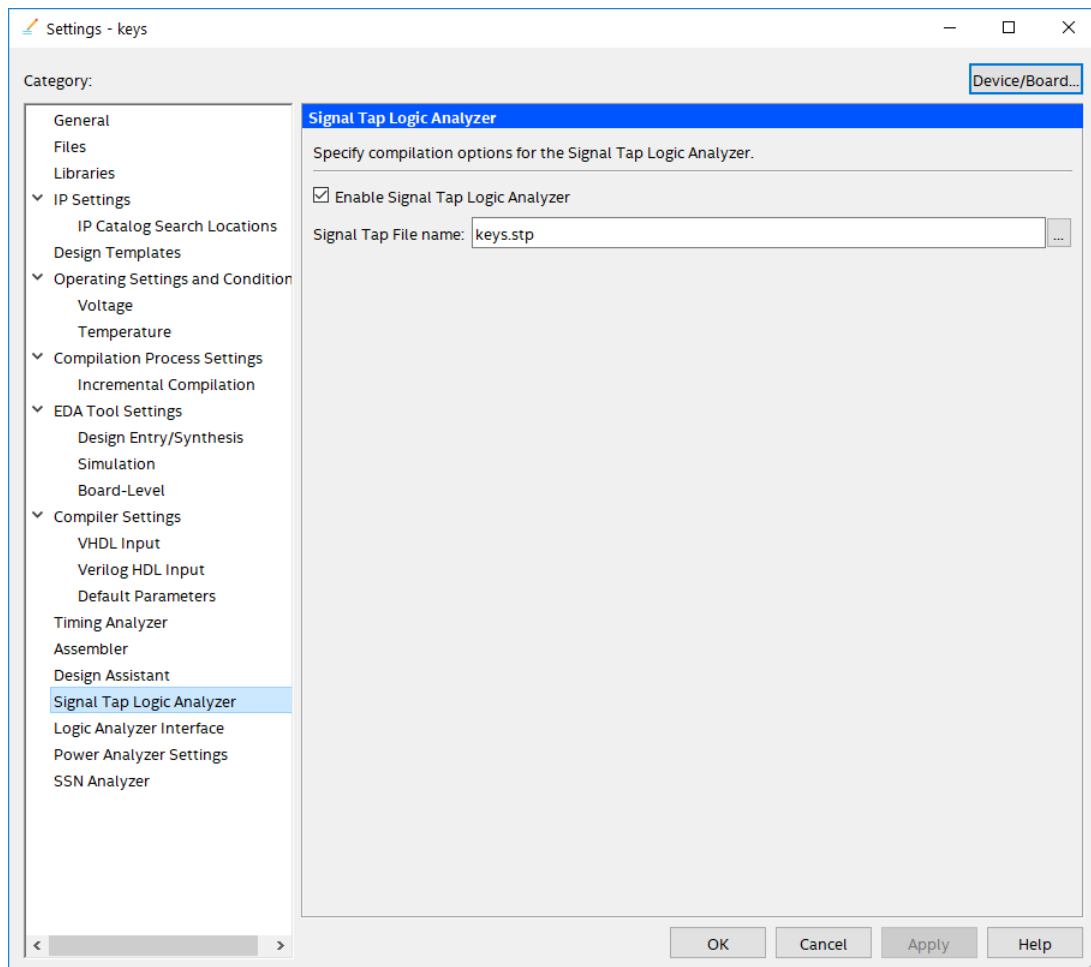 Settings - keys
Category:
Device/Board...
General
Files
Libraries
IP Settings
IP Catalog Search Locations
Design Templates
Operating Settings and Condition
Voltage
Temperature
Compilation Process Settings
Incremental Compilation
EDA Tool Settings
Design Entry/Synthesis
Simulation
Board-Level
Compiler Settings
VHDL Input
Verilog HDL Input
Default Parameters
Timing Analyzer
Assembler
Design Assistant
Signal Tap Logic Analyzer
Logic Analyzer Interface
Power Analyzer Settings
SSN Analyzer
Signal Tap Logic Analyzer
Specify compilation options for the Signal Tap Logic Analyzer.
Enable Signal Tap Logic Analyzer
Signal Tap File name: keys.stp ...
OK Cancel Apply Help